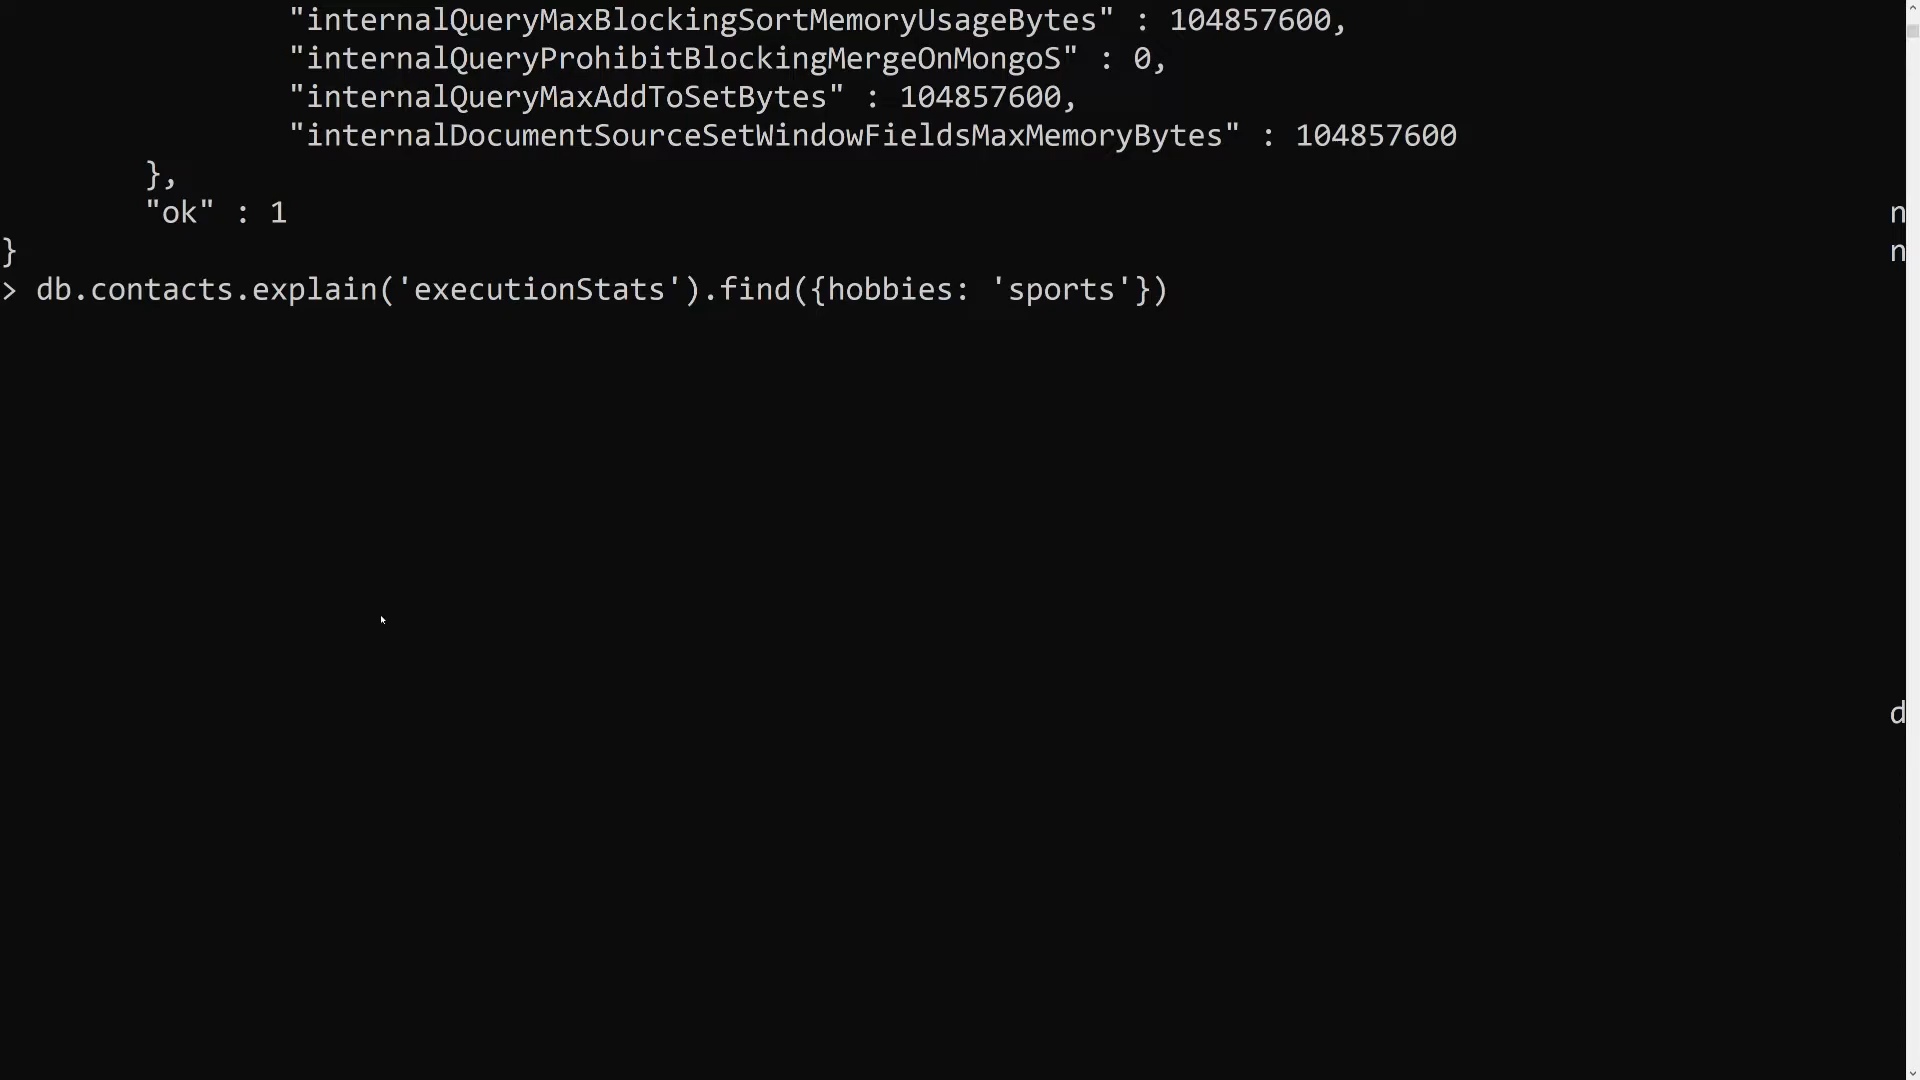 "internalQueryMaxBlockingSortMemoryUsageBytes" : 104857600,
"internalQueryProhibitBlockingMergeOnMongoS" : 0,
"internalQueryMaxAddToSetBytes" : 104857600,
"internalDocumentSourceSetWindowFieldsMaxMemoryBytes" : 104857600
},
"ok" : 1
n
}
n
> db.contacts.explain('executionStats').find({hobbies: 'sports'})
d